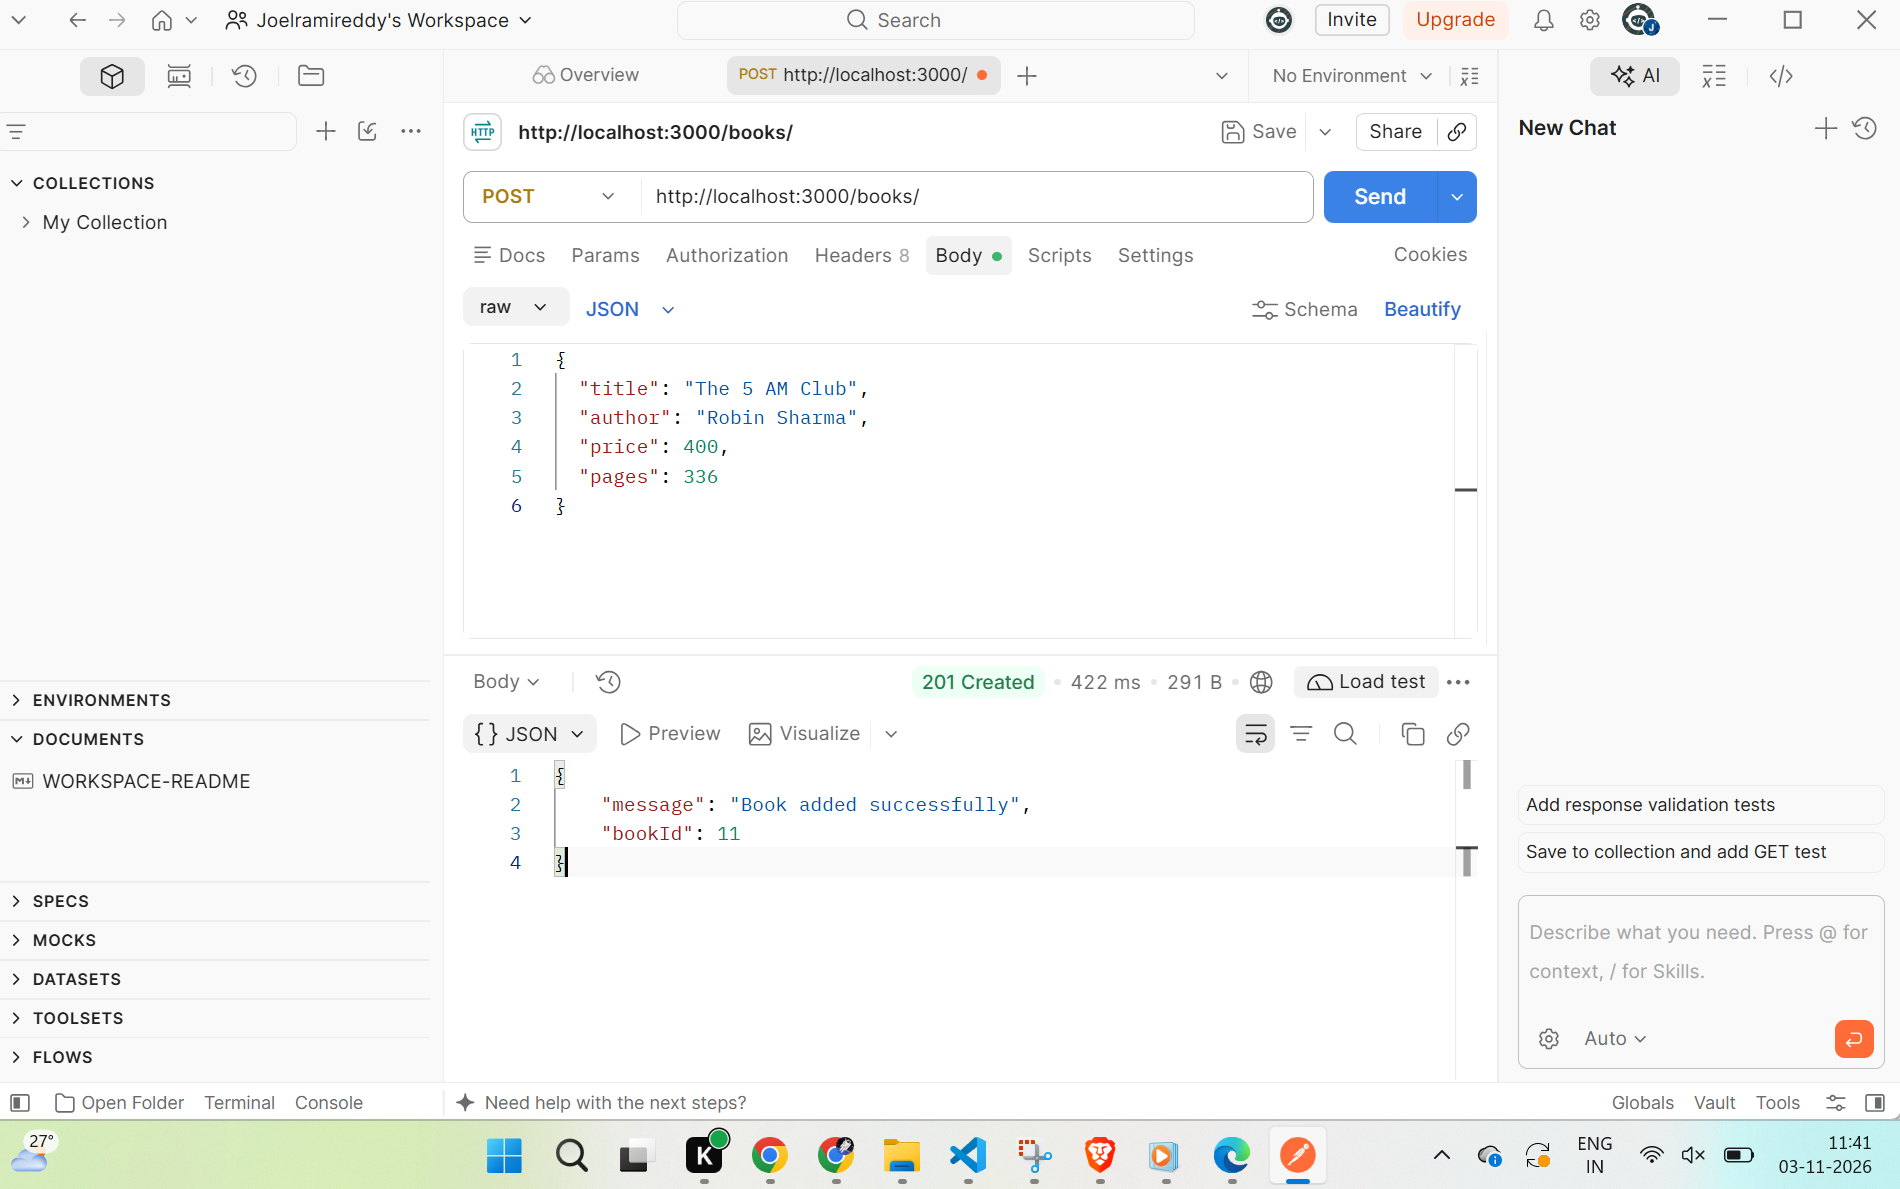 Joelramireddy's Workspace
Search
Invite
Upgrade
J
Overview
POST http://localhost:3000/
No Environment
AI
HTTP
http://localhost:3000/books/
Save
Share
New Chat
COLLECTIONS
My Collection
POST
http://localhost:3000/books/
Send
Docs
Params
Authorization
Headers 8
Body
Scripts
Settings
Cookies
raw
JSON
Schema
Beautify
1 {
2 "title": "The 5 AM Club",
3 "author": "Robin Sharma",
4 "price": 400,
5 "pages": 336
6 }
ENVIRONMENTS
DOCUMENTS
WORKSPACE-README
SPECS
MOCKS
DATASETS
TOOLSETS
FLOWS
Body
201 Created
422 ms
291 B
Load test
{} JSON
Preview
Visualize
1 {
2 "message": "Book added successfully",
3 "bookId": 11
4 }
Add response validation tests
Save to collection and add GET test
Describe what you need. Press @ for
context, / for Skills.
Auto
Open Folder
Terminal
Console
Need help with the next steps?
Globals
Vault
Tools
27°
K
ENG
IN
11:41
03-11-2026